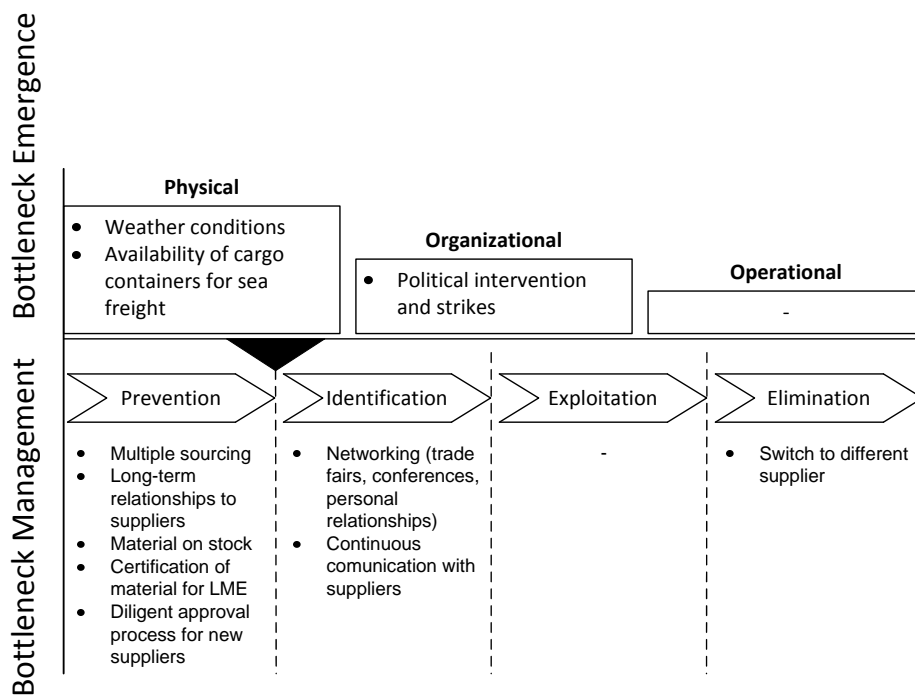 Bottleneck Emergence
Physical
• Weather conditions
• Availability of cargo
containers for sea
freight
Organizational
• Political intervention
and strikes
Operational
-
Bottleneck Management
Prevention
Identification
Exploitation
Elimination
• Multiple sourcing
• Long-term
relationships to
suppliers
• Material on stock
• Certification of
material for LME
• Diligent approval
process for new
suppliers
• Networking (trade
fairs, conferences,
personal
relationships)
• Continuous
comunication with
suppliers
-
• Switch to different
supplier